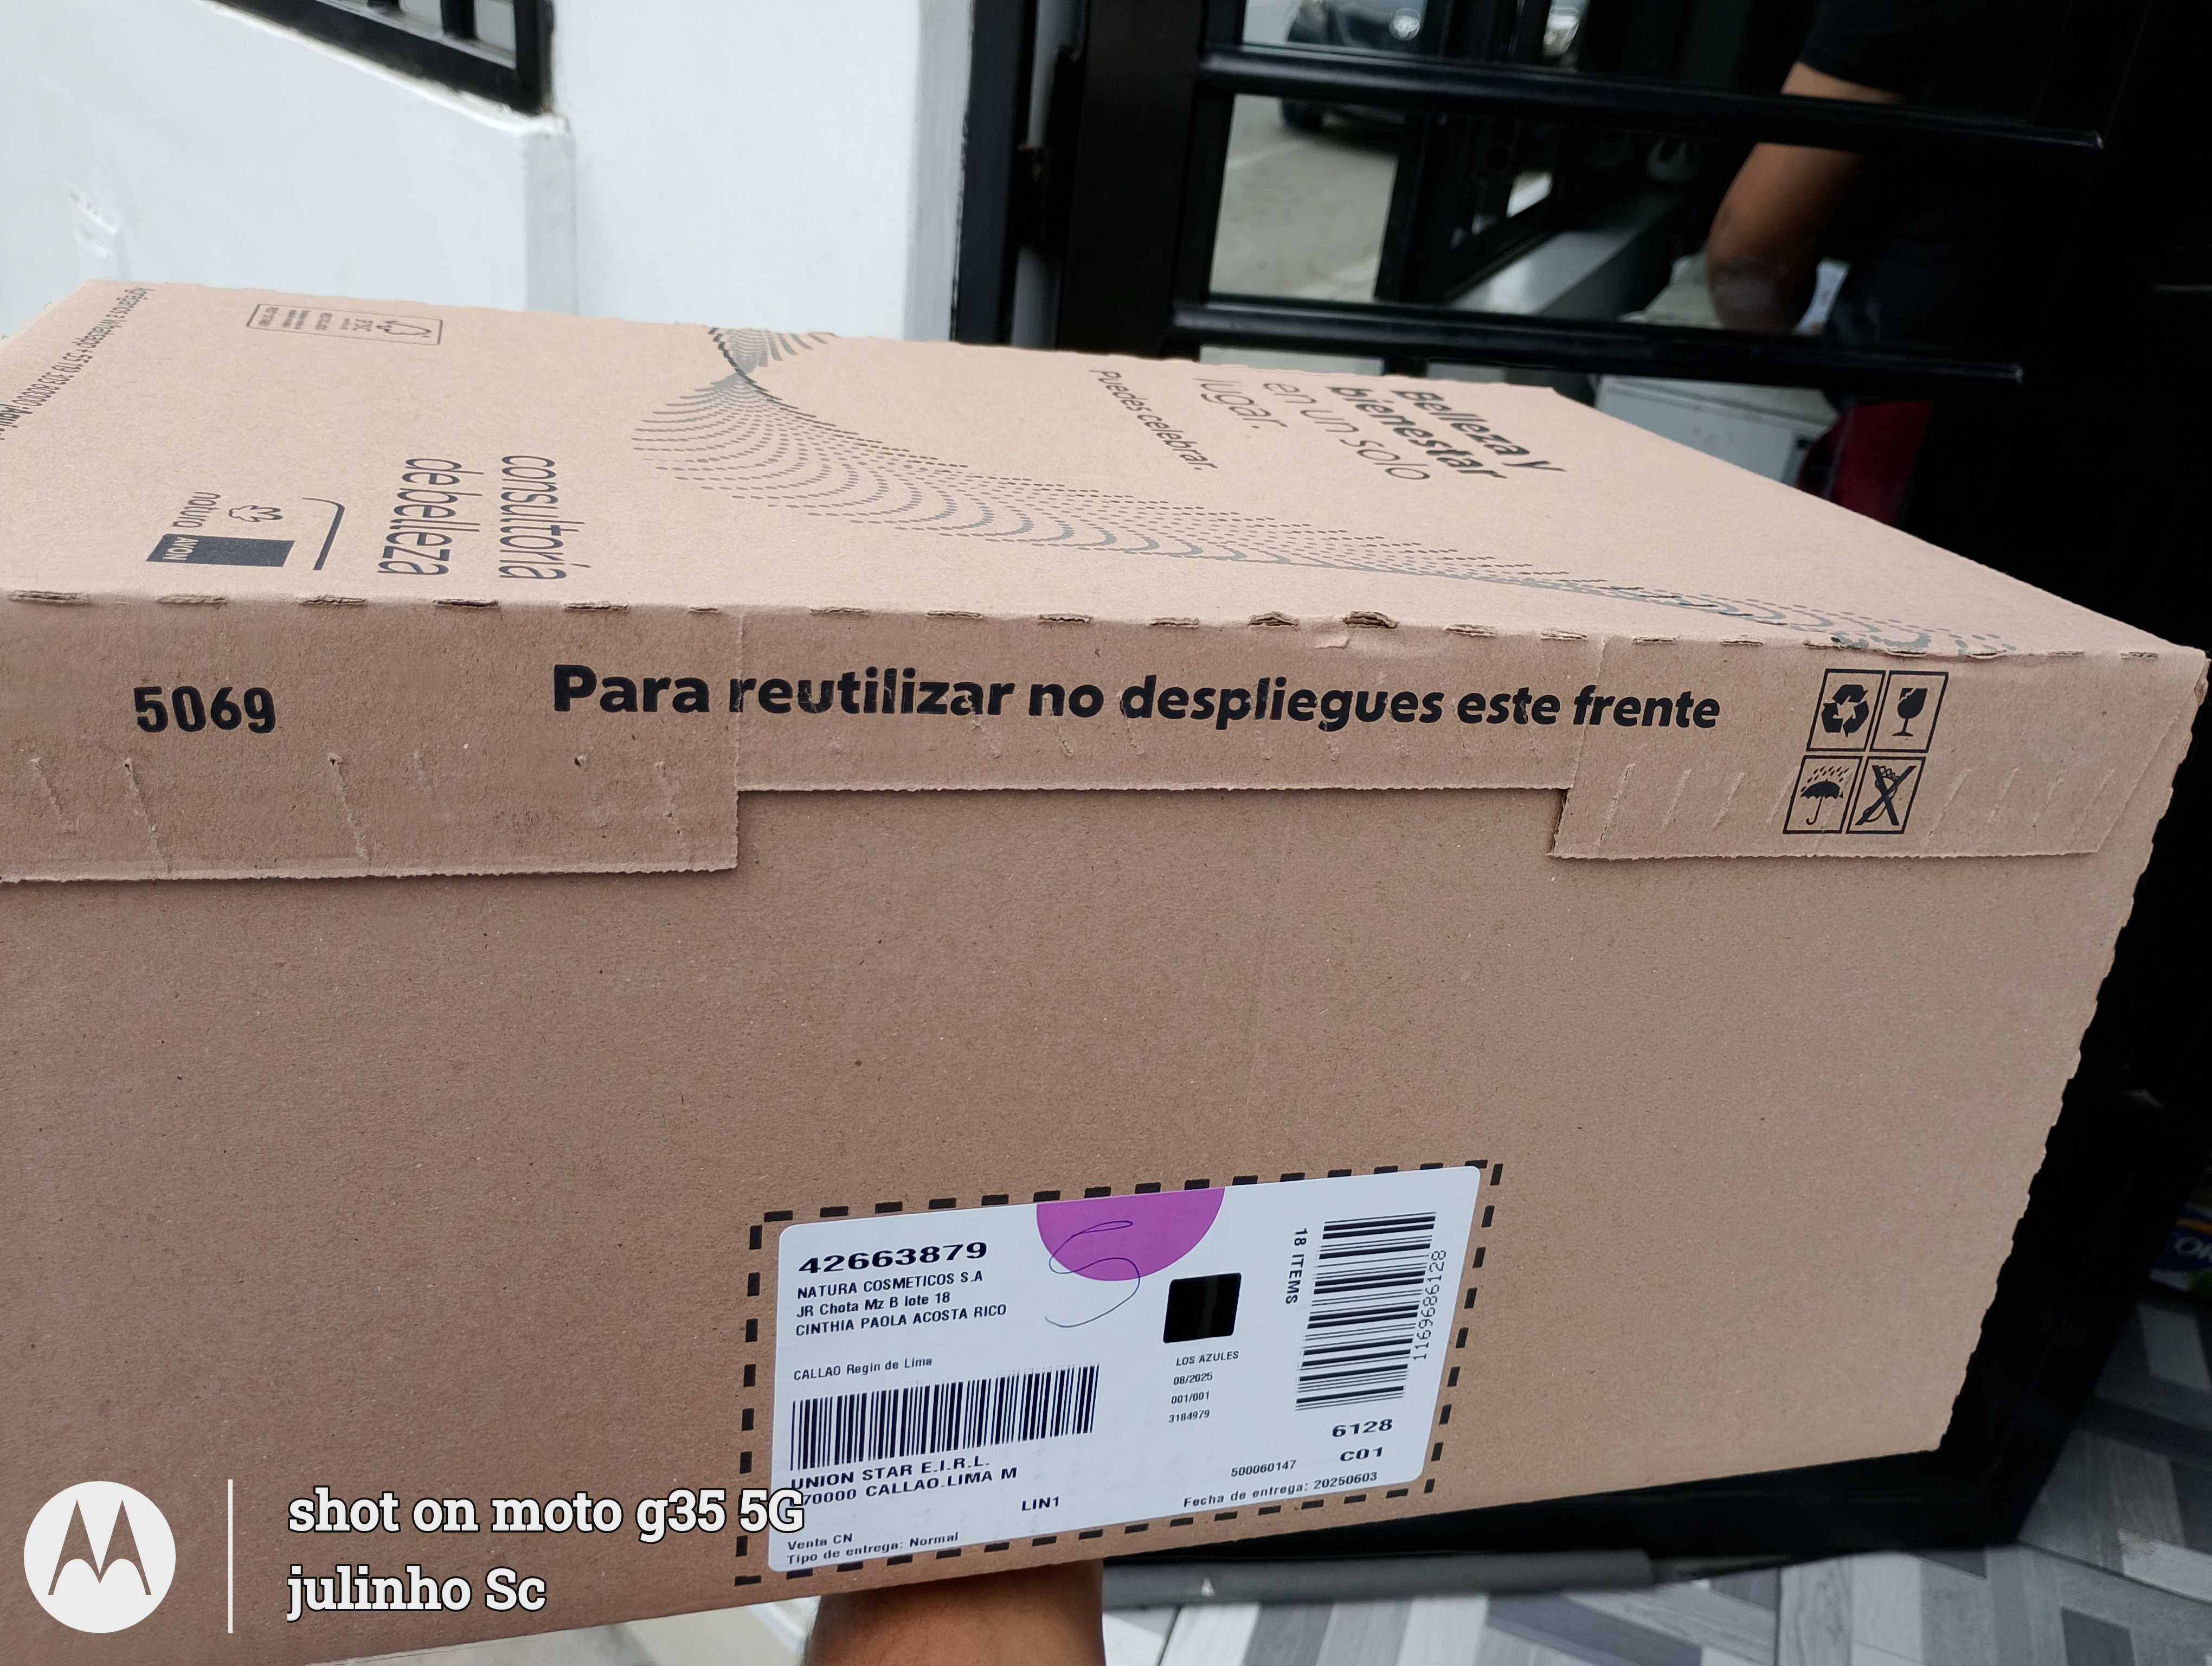 Belleza y
bienestar
en un solo
lugar.
Puedes celebrar.
consultoría
debelleza
natura
AVON
FSC
5069
Para reutilizar no despliegues este frente
42663879
NATURA COSMETICOS S.A
JR Chota Mz B lote 18
CINTHIA PAOLA ACOSTA RICO
CALLAO Regin de Lima
UNION STAR E.I.R.L.
70000 CALLAO.LIMA M
LIN1
Venta CN
Tipo de entrega: Normal
LOS AZULES
08/2025
001/001
3184979
18 ITEMS
1169686128
6128
C01
500060147
Fecha de entrega: 20250603
shot on moto g35 5G
julinho Sc